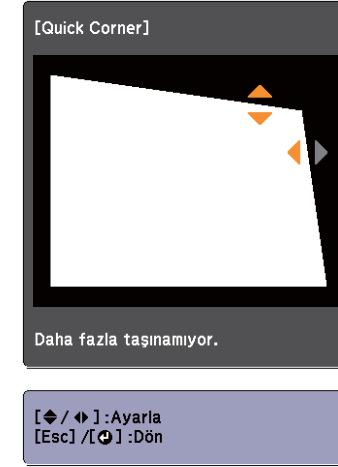 [Quick Corner]
Daha fazla taşınamıyor.
[⬘/◖◗]:Ayarla
[Esc] /[⏎] :Dön